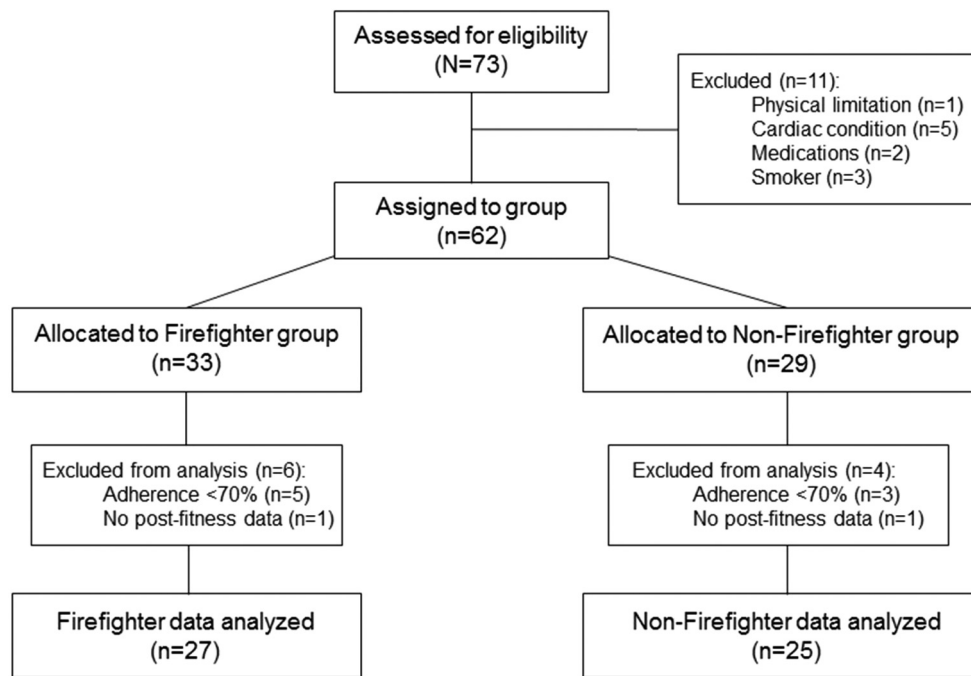 Assessed for eligibility
(N=73)
Excluded (n=11):
Physical limitation (n=1)
Cardiac condition (n=5)
Medications (n=2)
Smoker (n=3)
Assigned to group
(n=62)
Allocated to Firefighter group
(n=33)
Allocated to Non-Firefighter group
(n=29)
Excluded from analysis (n=6):
Adherence <70% (n=5)
No post-fitness data (n=1)
Excluded from analysis (n=4):
Adherence <70% (n=3)
No post-fitness data (n=1)
Firefighter data analyzed
(n=27)
Non-Firefighter data analyzed
(n=25)